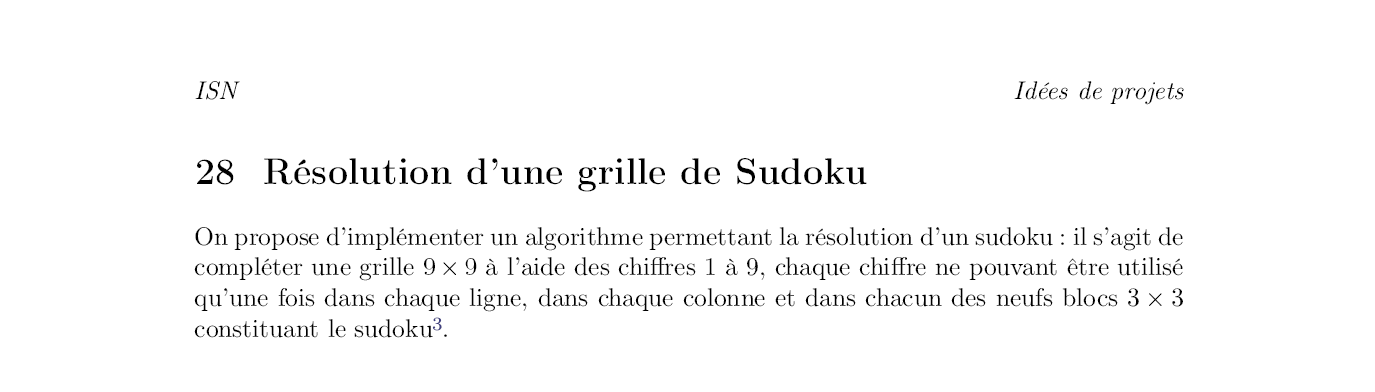 ISN Idées de projets
28 Résolution d'une grille de Sudoku
On propose d'implémenter un algorithme permettant la résolution d'un sudoku : il s'agit de
compléter une grille 9 × 9 à l'aide des chiffres 1 à 9, chaque chiffre ne pouvant être utilisé
qu'une fois dans chaque ligne, dans chaque colonne et dans chacun des neufs blocs 3 × 3
constituant le sudoku³.